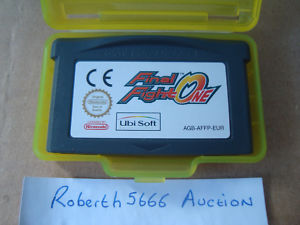 CE
Final
Fight ONE
Nintendo
Ubi Soft
AGB-AFFP-EUR
Roberth5666 Auction